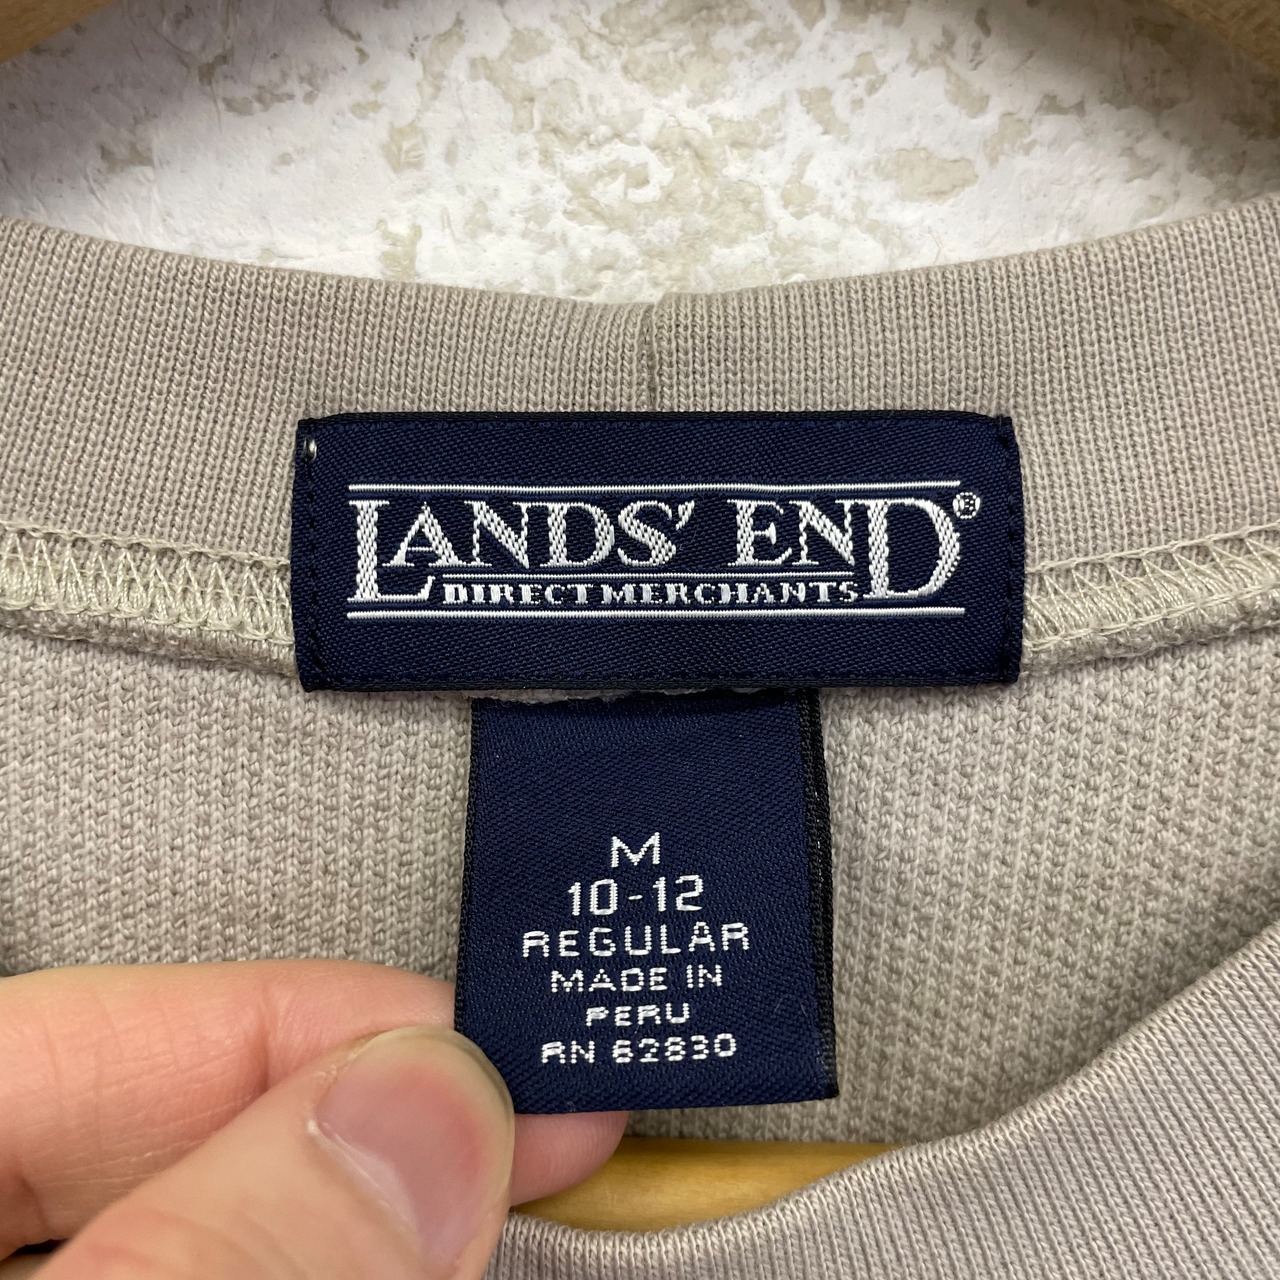 LANDS' END®
DIRECT MERCHANTS
M
10-12
REGULAR
MADE IN
PERU
RN 62830